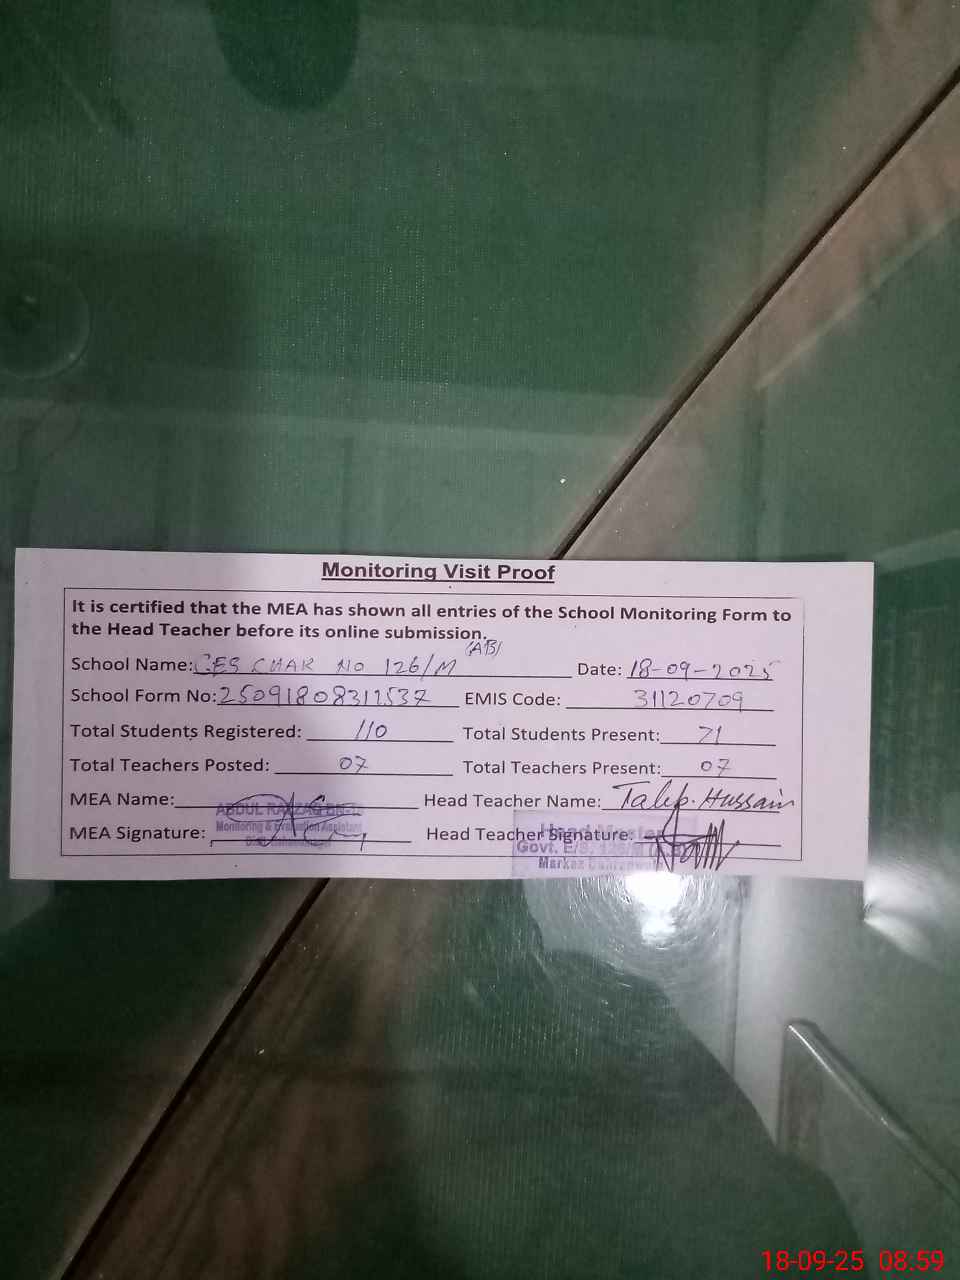 Monitoring Visit Proof
It is certified that the MEA has shown all entries of the School Monitoring Form to
the Head Teacher before its online submission.
(AB)
School Name: GES CHAK NO 126/M Date: 18-09-2025
School Form No: EMIS Code: 31120709
Total Students Registered: 110 Total Students Present: 71
Total Teachers Posted: 07 Total Teachers Present: 07
MEA Name: ABDUL RAZZAQ Head Teacher Name: Talib Hussain
Monitoring & Evaluation Assistant
MEA Signature: Head Teacher Signature:
Head Master
Govt. E/S
Markaz
18-09-25 08:59